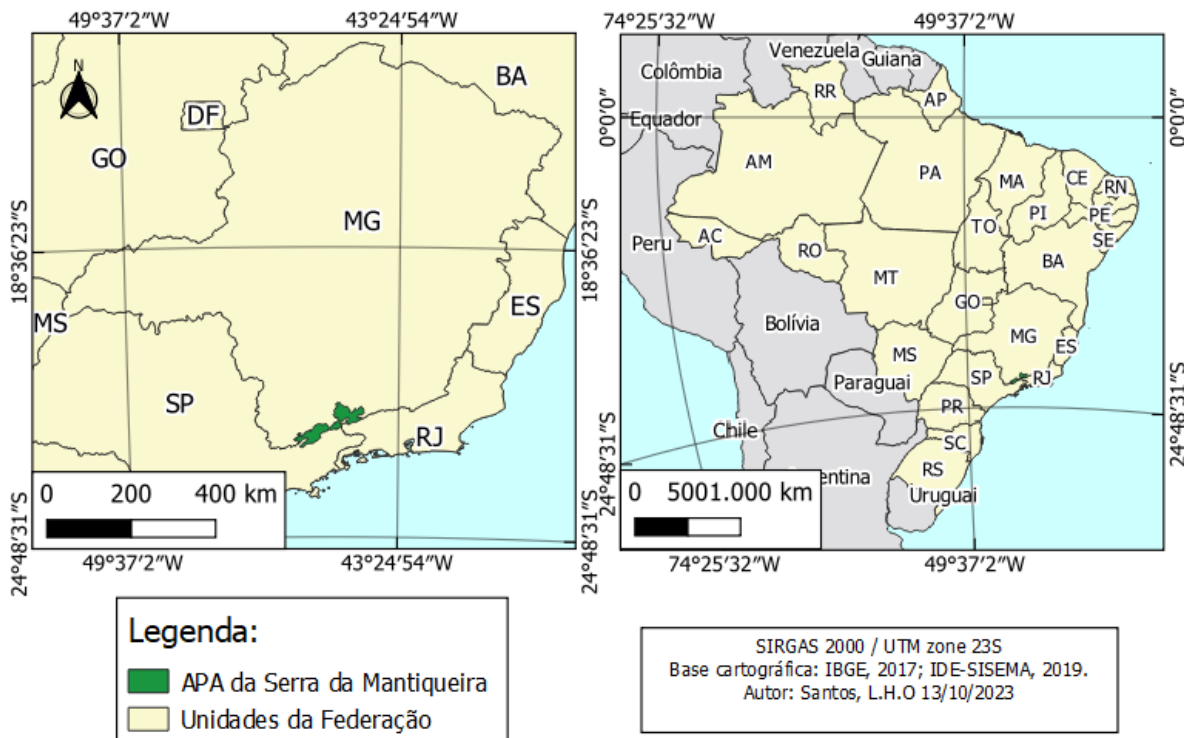 49°37′2″W 43°24′54″W
N
BA
DF
GO
MG
18°36′23″S
18°36′23″S
MS
ES
SP
RJ
0 200 400 km
24°48′31″S
24°48′31″S
49°37′2″W 43°24′54″W
74°25′32″W 49°37′2″W
Venezuela
Guiana
Colômbia
RR
AP
0°0′0″
0°0′0″
Equador
AM
PA
MA
CE
RN
PI
PE
TO
SE
AC
RO
Peru
BA
MT
GO
Bolívia
MG
ES
MS
SP
RJ
Paraguai
PR
24°48′31″S
24°48′31″S
Chile
SC
RS
Uruguai
0 5001.000 km
74°25′32″W 49°37′2″W
Legenda:
APA da Serra da Mantiqueira
Unidades da Federação
SIRGAS 2000 / UTM zone 23S
Base cartográfica: IBGE, 2017; IDE-SISEMA, 2019.
Autor: Santos, L.H.O 13/10/2023